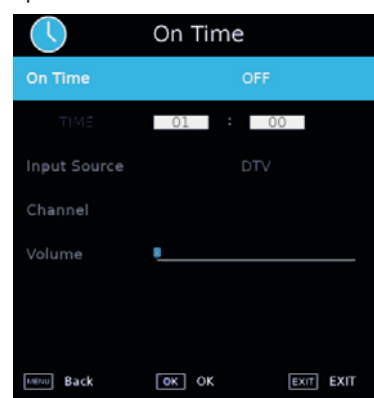 On Time
On Time OFF
TIME 01 : 00
Input Source DTV
Channel
Volume
MENU Back OK OK EXIT EXIT